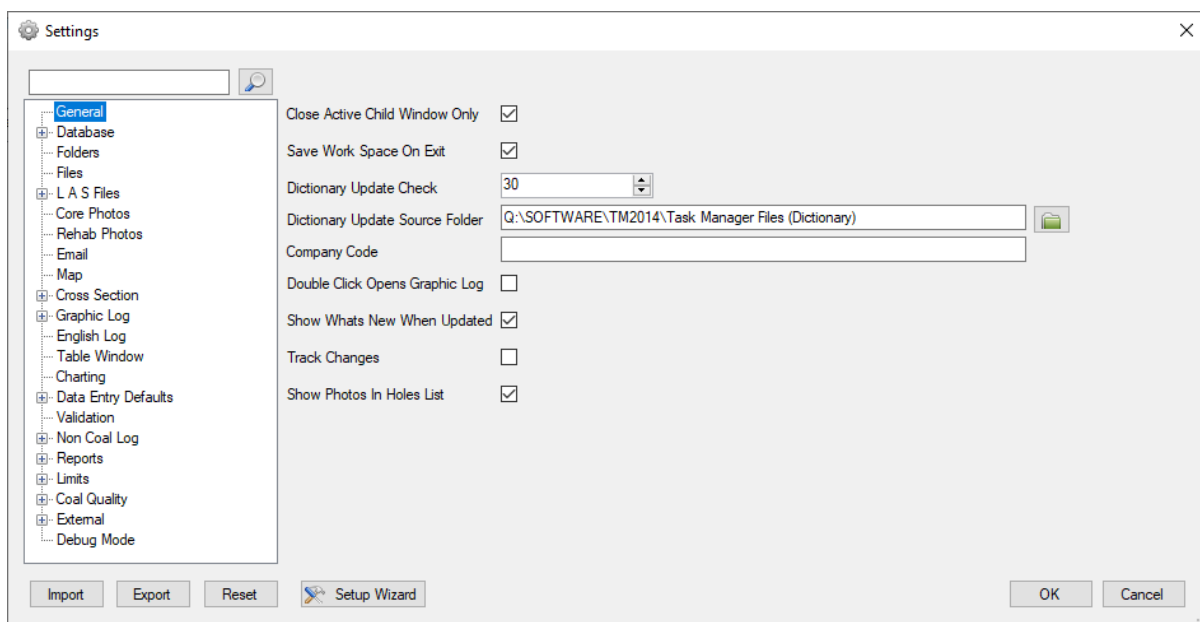 Settings
General
Database
Folders
Files
L A S Files
Core Photos
Rehab Photos
Email
Map
Cross Section
Graphic Log
English Log
Table Window
Charting
Data Entry Defaults
Validation
Non Coal Log
Reports
Limits
Coal Quality
External
Debug Mode
Close Active Child Window Only
Save Work Space On Exit
Dictionary Update Check 30
Dictionary Update Source Folder Q:\SOFTWARE\TM2014\Task Manager Files (Dictionary)
Company Code
Double Click Opens Graphic Log
Show Whats New When Updated
Track Changes
Show Photos In Holes List
Import Export Reset Setup Wizard OK Cancel